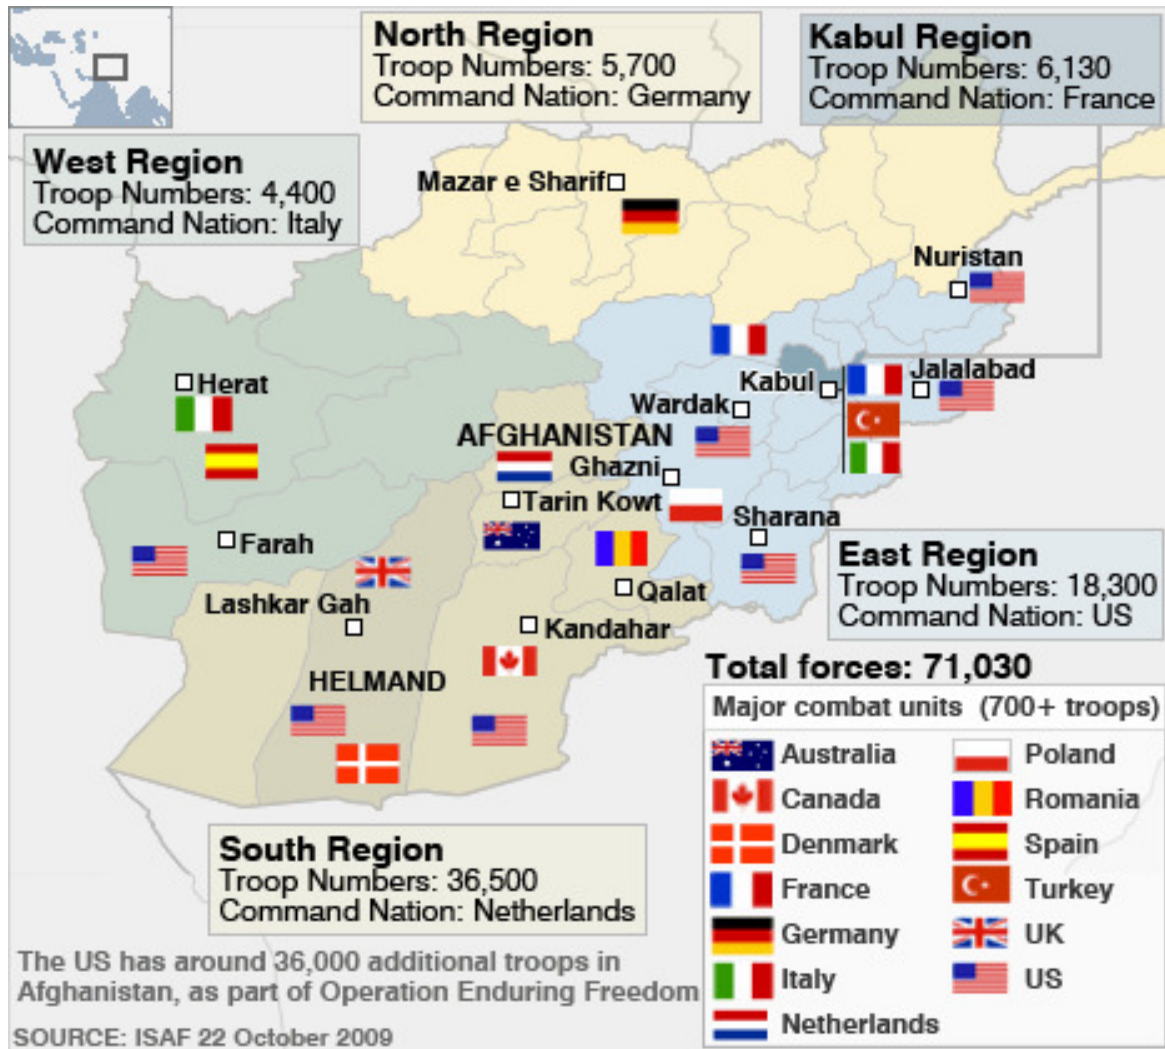 North Region
Troop Numbers: 5,700
Command Nation: Germany
Kabul Region
Troop Numbers: 6,130
Command Nation: France
West Region
Troop Numbers: 4,400
Command Nation: Italy
Mazar e Sharif
Nuristan
Herat
Kabul
Jalalabad
Wardak
AFGHANISTAN
Ghazni
Tarin Kowt
Sharana
Farah
Qalat
Lashkar Gah
Kandahar
HELMAND
East Region
Troop Numbers: 18,300
Command Nation: US
South Region
Troop Numbers: 36,500
Command Nation: Netherlands
Total forces: 71,030
Major combat units (700+ troops)
Australia
Canada
Denmark
France
Germany
Italy
Netherlands
Poland
Romania
Spain
Turkey
UK
US
The US has around 36,000 additional troops in
Afghanistan, as part of Operation Enduring Freedom
SOURCE: ISAF 22 October 2009